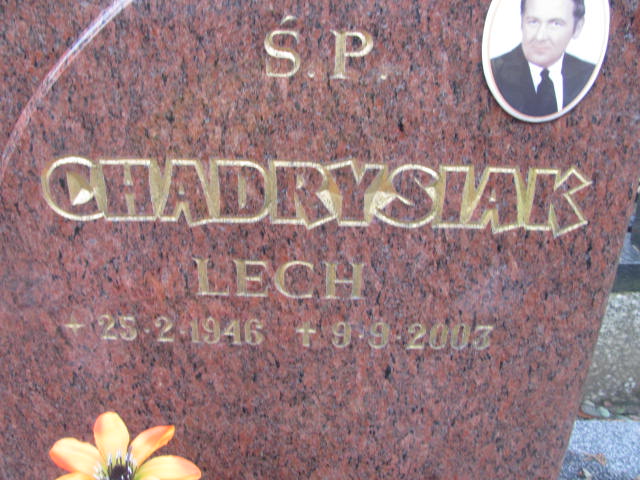 Ś.P.
CHADRYSIAK
LECH
+ 25·2·1946 + 9·9·2003